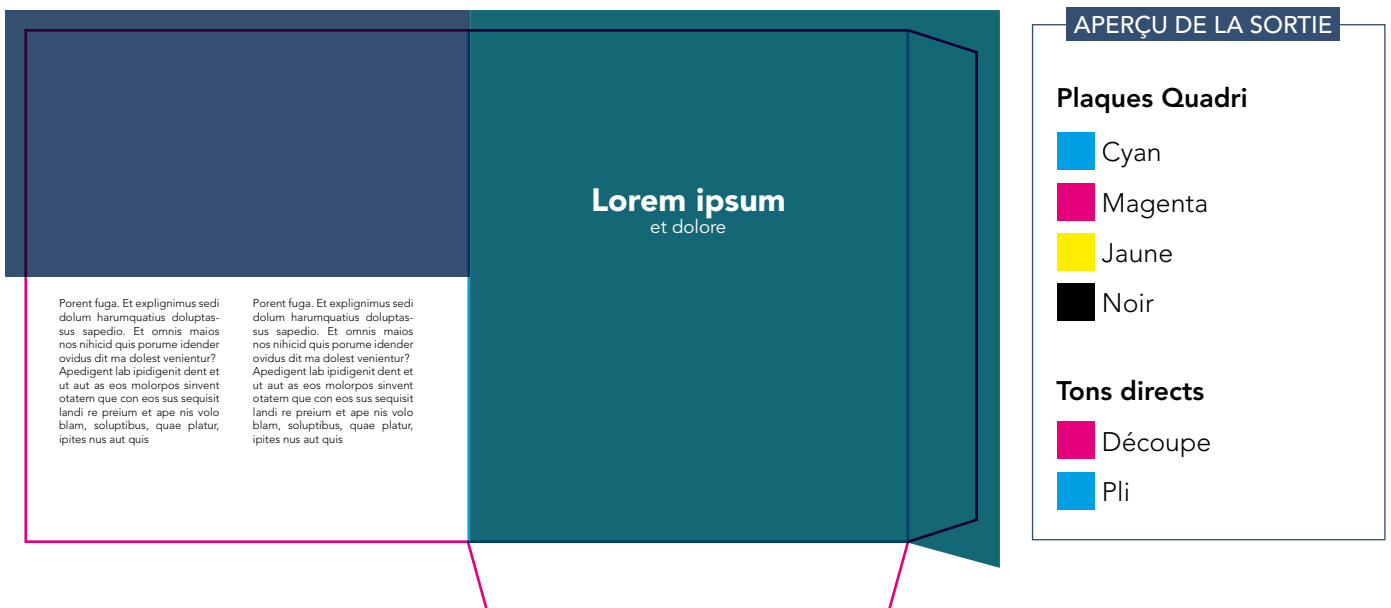 Lorem ipsum
et dolore
Porent fuga. Et explignimus sedi
dolum harumquatius doluptas-
sus sapedio. Et omnis maios
nos nihicid quis porume idender
ovidus dit ma dolest venientur?
Apedigent lab ipidigenit dent et
ut aut as eos molorpos sinvent
otatem que con eos sus sequisit
landi re preium et ape nis volo
blam, soluptibus, quae platur,
ipites nus aut quis
Porent fuga. Et explignimus sedi
dolum harumquatius doluptas-
sus sapedio. Et omnis maios
nos nihicid quis porume idender
ovidus dit ma dolest venientur?
Apedigent lab ipidigenit dent et
ut aut as eos molorpos sinvent
otatem que con eos sus sequisit
landi re preium et ape nis volo
blam, soluptibus, quae platur,
ipites nus aut quis
APERÇU DE LA SORTIE
Plaques Quadri
Cyan
Magenta
Jaune
Noir
Tons directs
Découpe
Pli